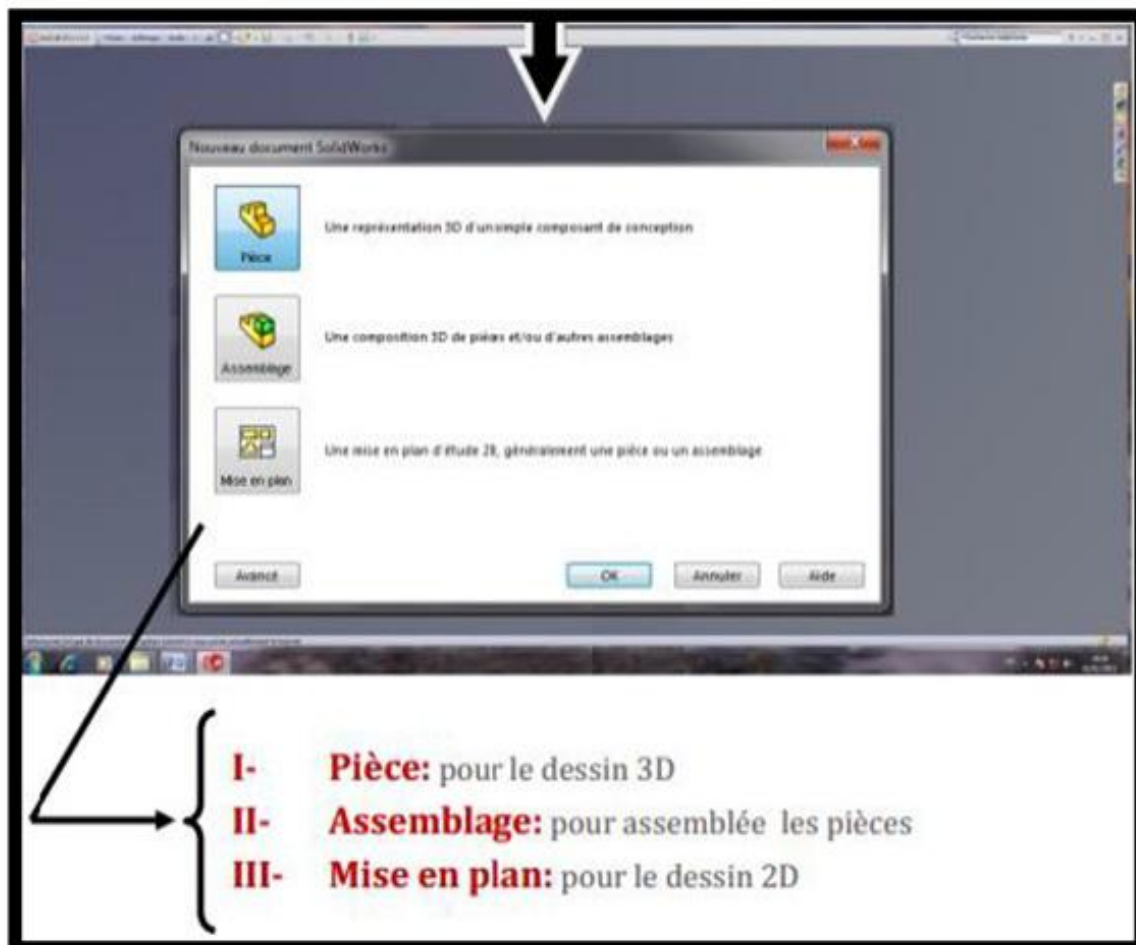 Nouveau document SolidWorks
Pièce
Une représentation 3D d'un simple composant de conception
Assemblage
Une composition 3D de pièces et/ou d'autres assemblages
Mise en plan
Une mise en plan d'étude 2D, généralement une pièce ou un assemblage
Avancé
OK
Annuler
Aide
I- Pièce: pour le dessin 3D
II- Assemblage: pour assemblée les pièces
III- Mise en plan: pour le dessin 2D